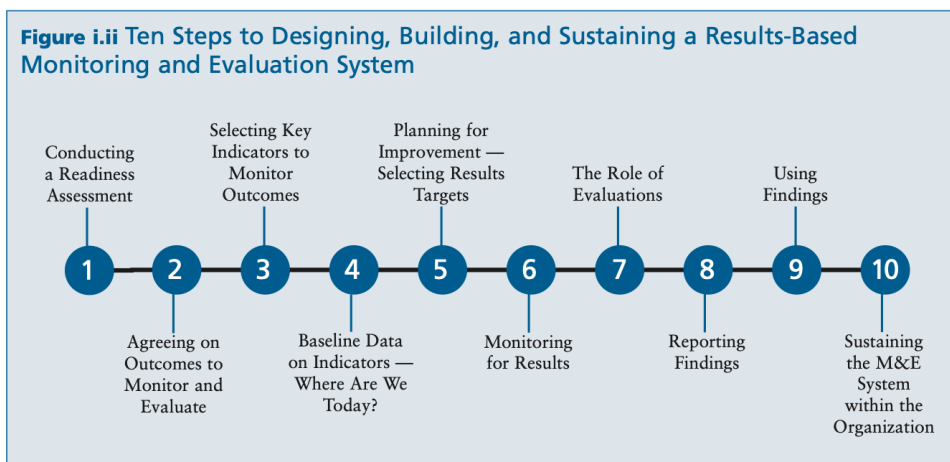 Figure i.ii Ten Steps to Designing, Building, and Sustaining a Results-Based
Monitoring and Evaluation System
Conducting
a Readiness
Assessment
Selecting Key
Indicators to
Monitor
Outcomes
Planning for
Improvement —
Selecting Results
Targets
The Role of
Evaluations
Using
Findings
1 2 3 4 5 6 7 8 9 10
Agreeing on
Outcomes to
Monitor and
Evaluate
Baseline Data
on Indicators —
Where Are We
Today?
Monitoring
for Results
Reporting
Findings
Sustaining
the M&E
System
within the
Organization